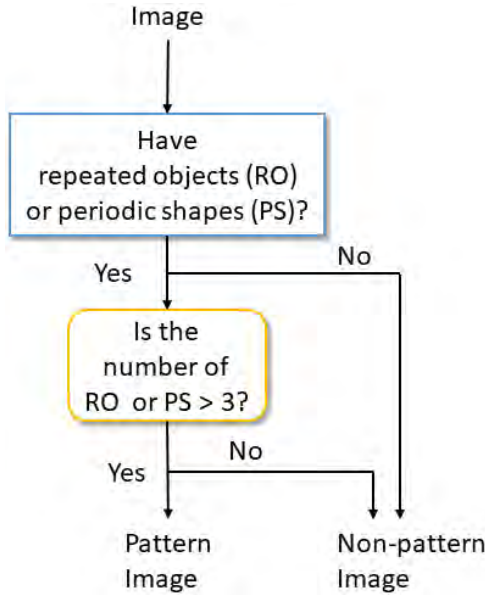 Image
Have
repeated objects (RO)
or periodic shapes (PS)?
No
Yes
Is the
number of
RO or PS > 3?
No
Yes
Pattern
Image
Non-pattern
Image